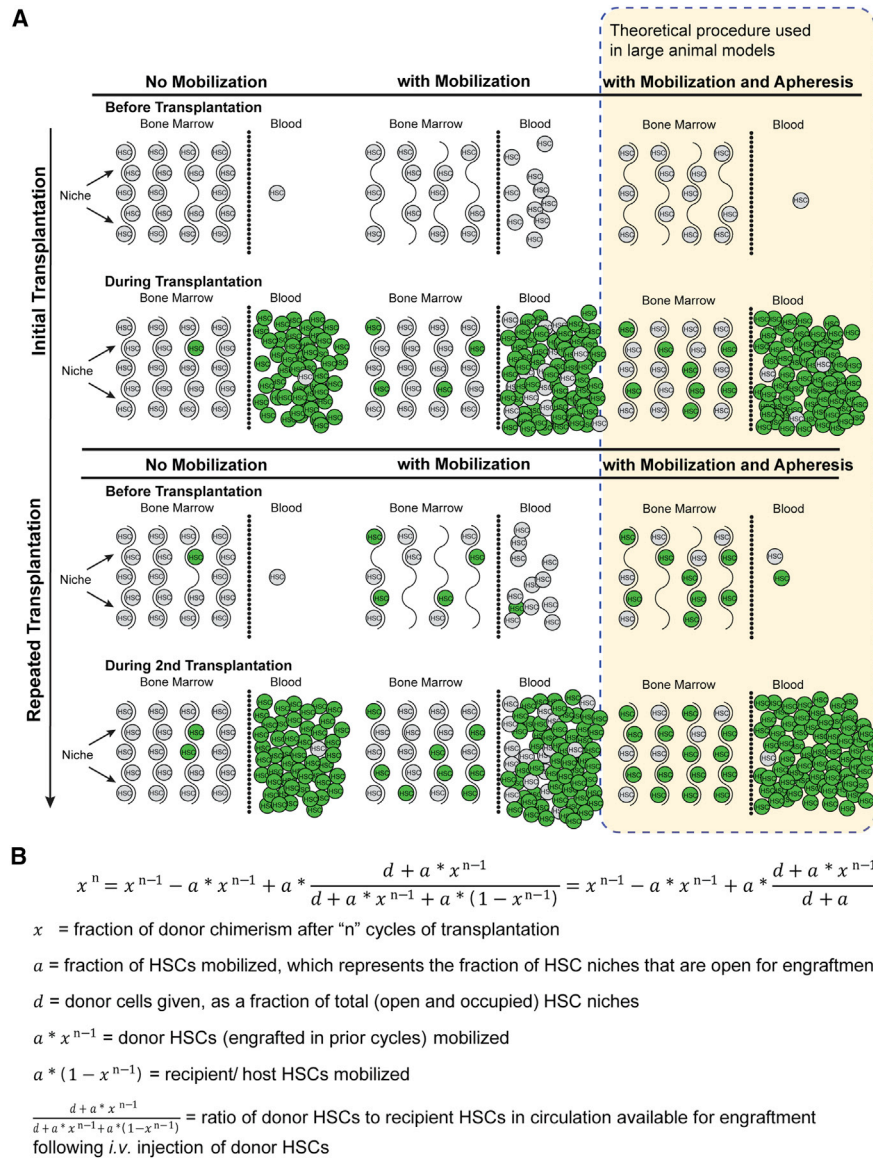 A
Theoretical procedure used
in large animal models
No Mobilization
with Mobilization
with Mobilization and Apheresis
Initial Transplantation
Before Transplantation
Bone Marrow
Blood
Bone Marrow
Blood
Bone Marrow
Blood
Niche
HSC
During Transplantation
Bone Marrow
Blood
Bone Marrow
Blood
Bone Marrow
Blood
Niche
HSC
Repeated Transplantation
No Mobilization
with Mobilization
with Mobilization and Apheresis
Before Transplantation
Bone Marrow
Blood
Bone Marrow
Blood
Bone Marrow
Blood
Niche
HSC
During 2nd Transplantation
Bone Marrow
Blood
Bone Marrow
Blood
Bone Marrow
Blood
Niche
HSC
B
x^n = x^{n-1} − a * x^{n-1} + a * \frac{d + a * x^{n-1}}{d + a * x^{n-1} + a * (1 − x^{n-1})} = x^{n-1} − a * x^{n-1} + a * \frac{d + a * x^{n-1}}{d + a}
x = fraction of donor chimerism after “n” cycles of transplantation
a = fraction of HSCs mobilized, which represents the fraction of HSC niches that are open for engraftmen
d = donor cells given, as a fraction of total (open and occupied) HSC niches
a * x^{n-1} = donor HSCs (engrafted in prior cycles) mobilized
a * (1 − x^{n-1}) = recipient/ host HSCs mobilized
\frac{d + a * x^{n-1}}{d + a * x^{n-1} + a * (1 − x^{n-1})} = ratio of donor HSCs to recipient HSCs in circulation available for engraftment
following i.v. injection of donor HSCs